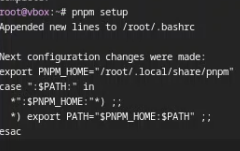 root@vbox:~# pnpm setup
Appended new lines to /root/.bashrc
Next configuration changes were made:
export PNPM_HOME="/root/.local/share/pnpm"
case ":$PATH:" in
*":$PNPM_HOME:"*) ;;
*) export PATH="$PNPM_HOME:$PATH" ;;
esac